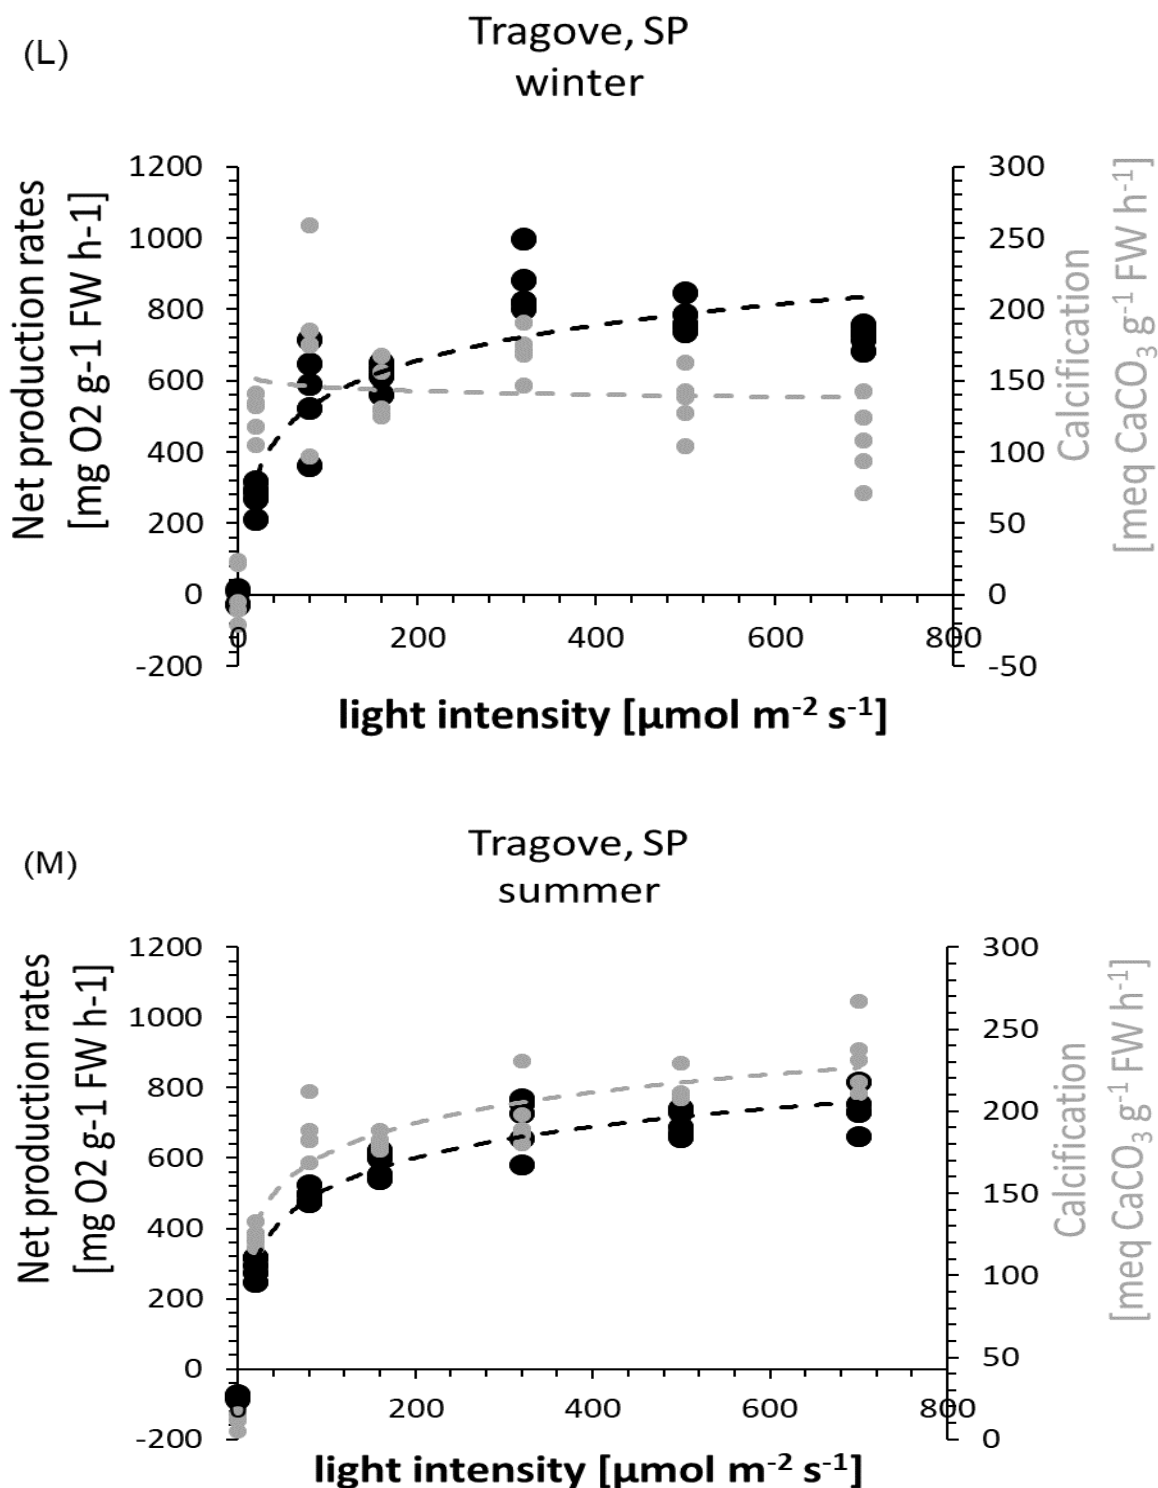 (L)
Tragove, SP
winter
Net production rates
[mg O2 g-1 FW h-1]
1200
1000
800
600
400
200
0
-200
300
250
200
150
100
50
0
-50
Calcification
[meq CaCO₃ g⁻¹ FW h⁻¹]
0
200
400
600
800
light intensity [µmol m⁻² s⁻¹]
(M)
Tragove, SP
summer
Net production rates
[mg O2 g-1 FW h-1]
1200
1000
800
600
400
200
0
-200
300
250
200
150
100
50
0
Calcification
[meq CaCO₃ g⁻¹ FW h⁻¹]
0
200
400
600
800
light intensity [µmol m⁻² s⁻¹]